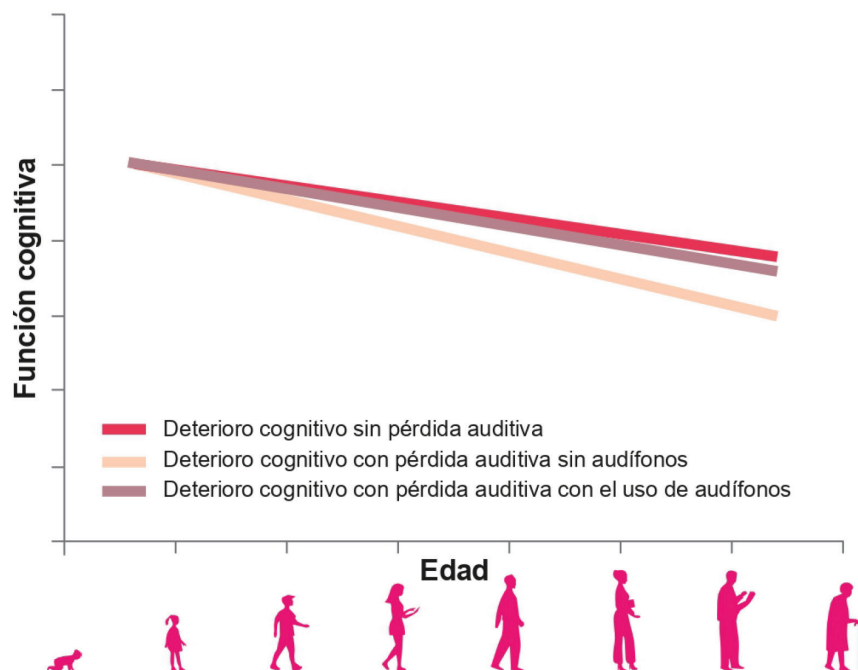 Función cognitiva
Deterioro cognitivo sin pérdida auditiva
Deterioro cognitivo con pérdida auditiva sin audífonos
Deterioro cognitivo con pérdida auditiva con el uso de audífonos
Edad